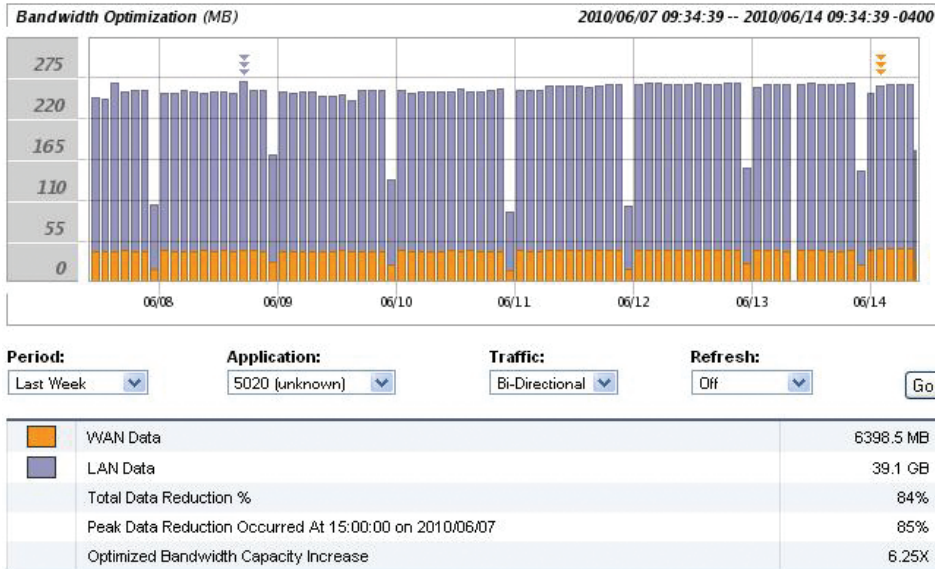 Bandwidth Optimization (MB) 2010/06/07 09:34:39 -- 2010/06/14 09:34:39 -0400
275
220
165
110
55
0
06/08 06/09 06/10 06/11 06/12 06/13 06/14
Period: Application: Traffic: Refresh:
Last Week 5020 (unknown) Bi-Directional Off Go
WAN Data 6398.5 MB
LAN Data 39.1 GB
Total Data Reduction % 84%
Peak Data Reduction Occurred At 15:00:00 on 2010/06/07 85%
Optimized Bandwidth Capacity Increase 6.25X